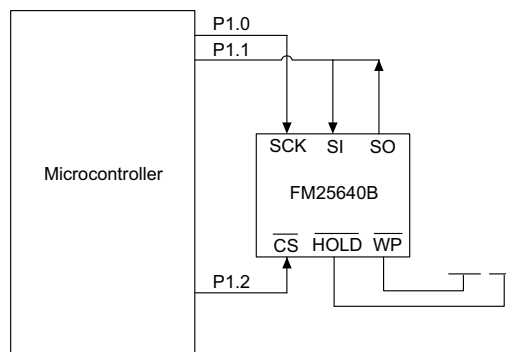 P1.0
P1.1
SCK SI SO
Microcontroller
FM25640B
CS HOLD WP
P1.2